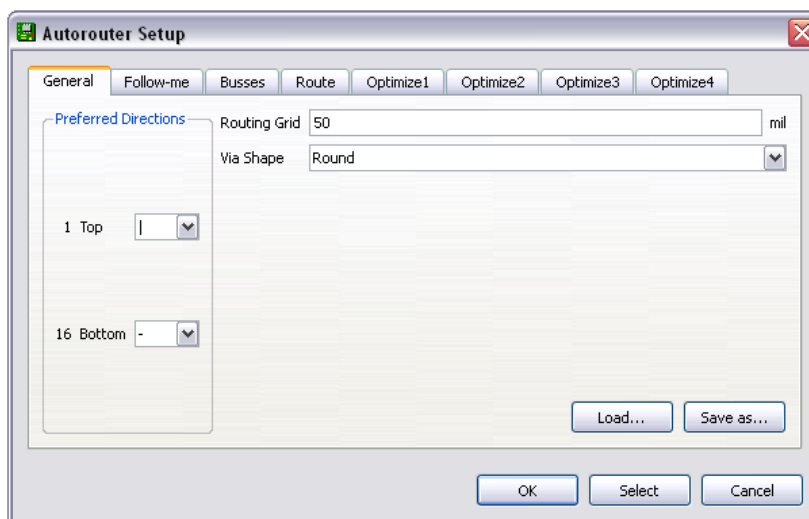 Autorouter Setup
General Follow-me Busses Route Optimize1 Optimize2 Optimize3 Optimize4
Preferred Directions
Routing Grid 50 mil
Via Shape Round
1 Top |
16 Bottom -
Load... Save as...
OK Select Cancel